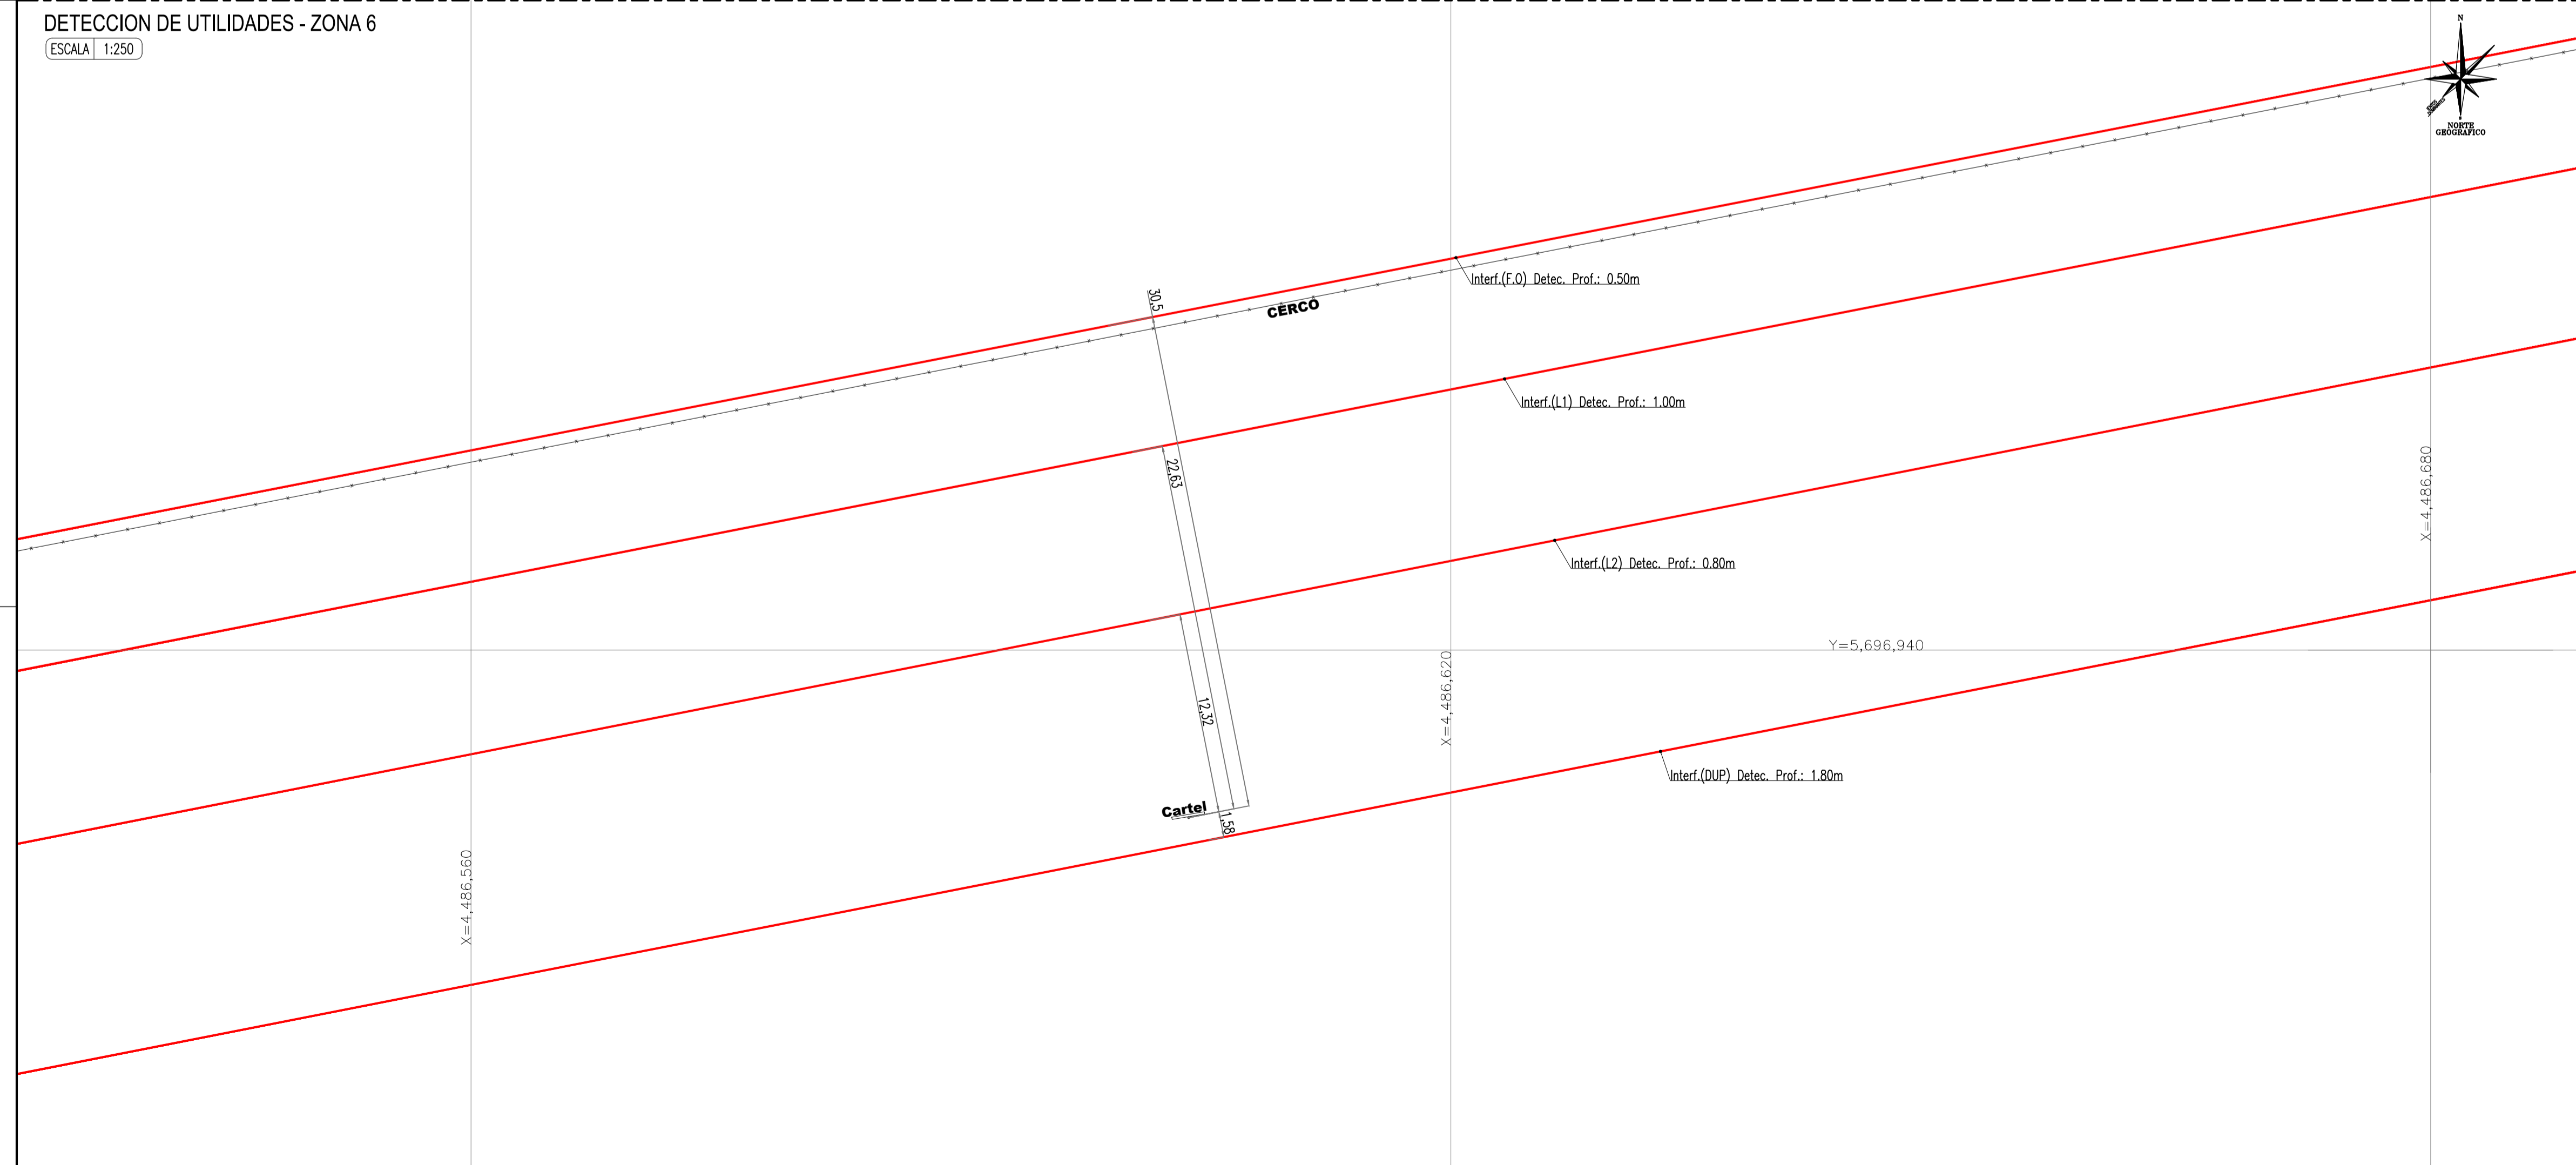 DETECCION DE UTILIDADES - ZONA 6
ESCALA 1:250
N
NORTE
GEOGRAFICO
30,5
CERCO
Interf.(F.O) Detec. Prof.: 0.50m
Interf.(L1) Detec. Prof.: 1.00m
22,63
X=4,486,680
Interf.(L2) Detec. Prof.: 0.80m
Y=5,696,940
X=4,486,620
12,32
Interf.(DUP) Detec. Prof.: 1.80m
Cartel
1,58
X=4,486,560